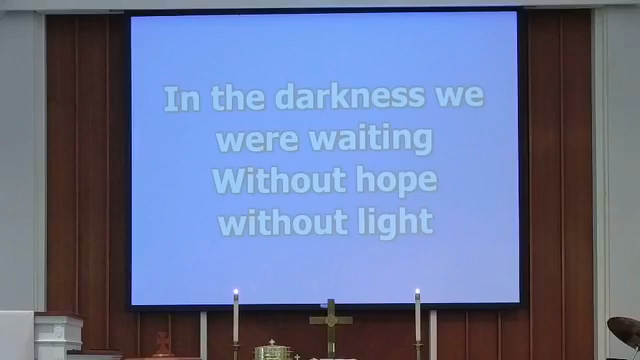 In the darkness we
were waiting
Without hope
without light